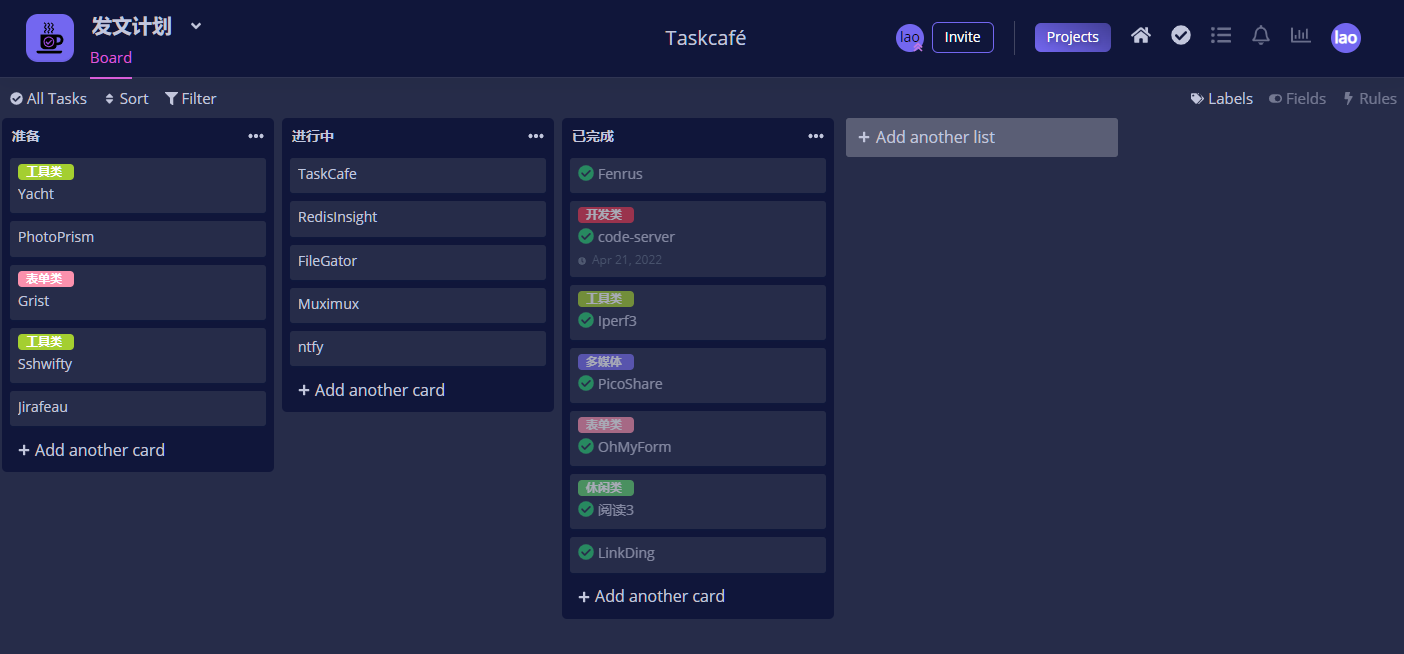 发文计划
Board
Taskcafé
lao
Invite
Projects
lao
All Tasks
Sort
Filter
Labels
Fields
Rules
准备
工具类
Yacht
PhotoPrism
表单类
Grist
工具类
Sshwifty
Jirafeau
+ Add another card
进行中
TaskCafe
RedisInsight
FileGator
Muximux
ntfy
+ Add another card
已完成
Fenrus
开发类
code-server
Apr 21, 2022
工具类
Iperf3
多媒体
PicoShare
表单类
OhMyForm
休闲类
阅读3
LinkDing
+ Add another card
+ Add another list